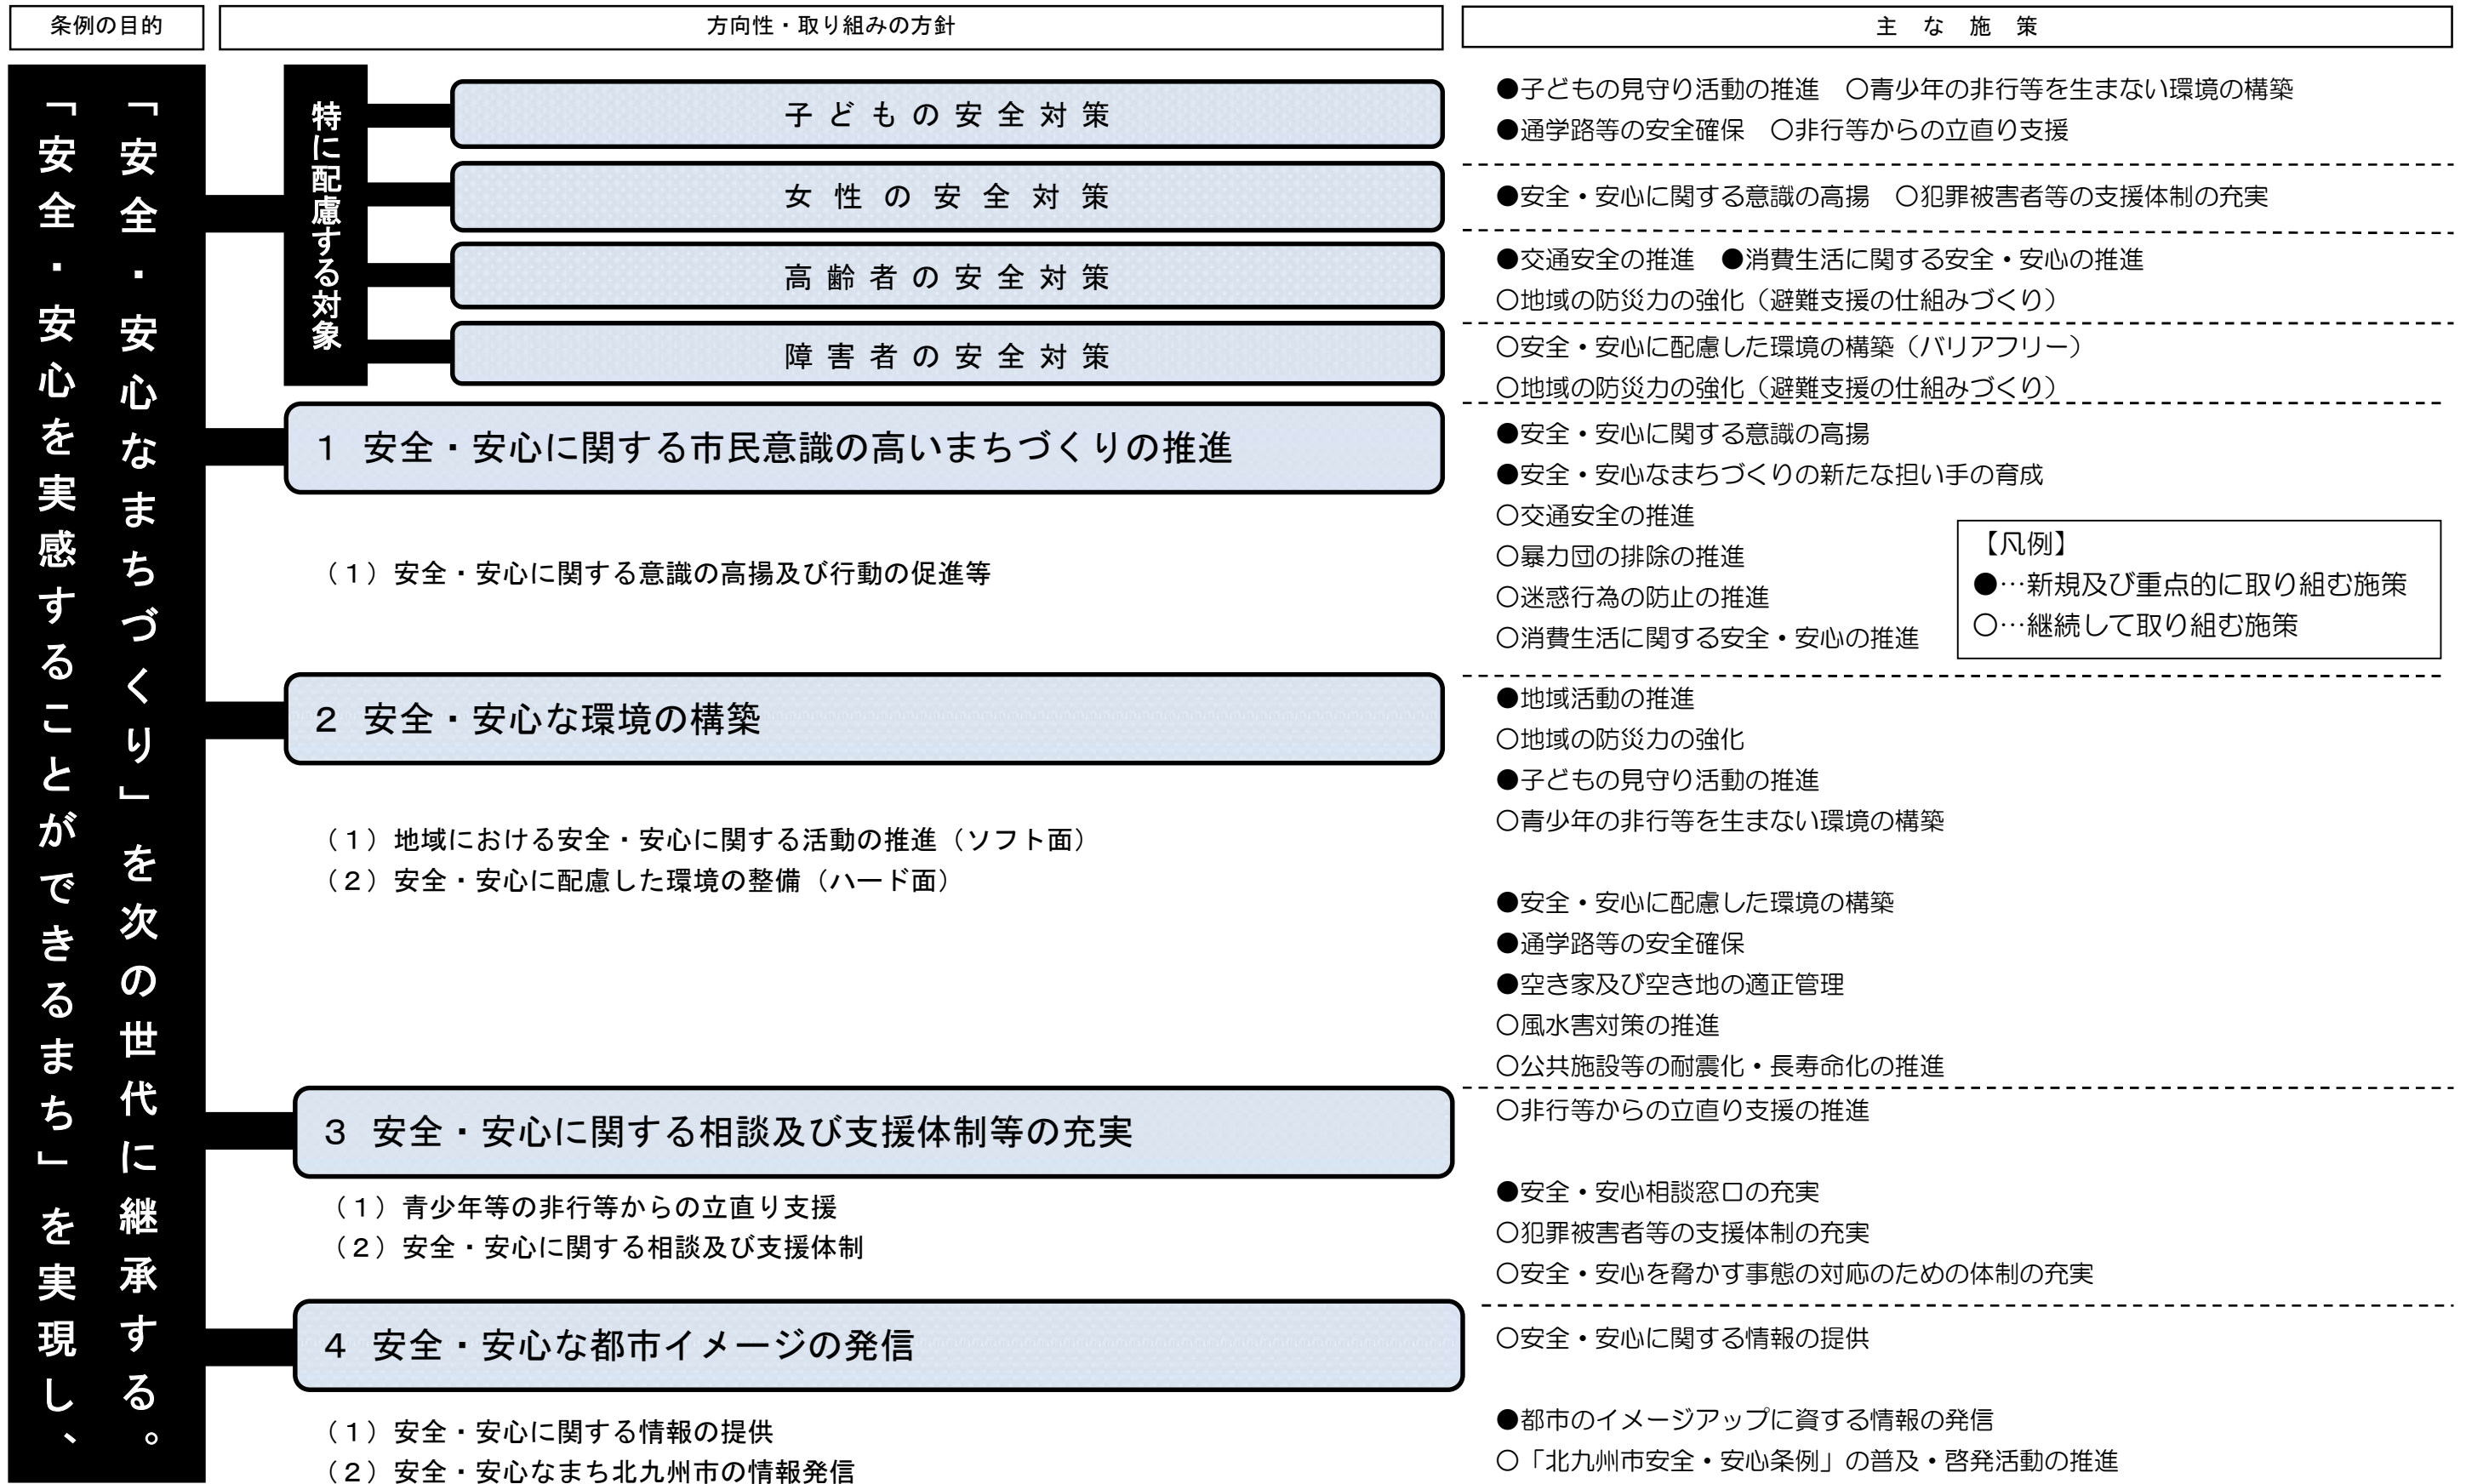 条例の目的
方向性・取り組みの方針
主　な　施　策
「安全・安心を実感することができるまち」を実現し、
「安全・安心なまちづくり」を次の世代に継承する。
特に配慮する対象
子どもの安全対策
●子どもの見守り活動の推進　○青少年の非行等を生まない環境の構築
●通学路等の安全確保　○非行等からの立直り支援
女性の安全対策
●安全・安心に関する意識の高揚　○犯罪被害者等の支援体制の充実
高齢者の安全対策
●交通安全の推進　●消費生活に関する安全・安心の推進
○地域の防災力の強化（避難支援の仕組みづくり）
障害者の安全対策
○安全・安心に配慮した環境の構築（バリアフリー）
○地域の防災力の強化（避難支援の仕組みづくり）
１　安全・安心に関する市民意識の高いまちづくりの推進
（１）安全・安心に関する意識の高揚及び行動の促進等
●安全・安心に関する意識の高揚
●安全・安心なまちづくりの新たな担い手の育成
○交通安全の推進
○暴力団の排除の推進
○迷惑行為の防止の推進
○消費生活に関する安全・安心の推進
【凡例】
●…新規及び重点的に取り組む施策
○…継続して取り組む施策
２　安全・安心な環境の構築
（１）地域における安全・安心に関する活動の推進（ソフト面）
（２）安全・安心に配慮した環境の整備（ハード面）
●地域活動の推進
○地域の防災力の強化
●子どもの見守り活動の推進
○青少年の非行等を生まない環境の構築
●安全・安心に配慮した環境の構築
●通学路等の安全確保
●空き家及び空き地の適正管理
○風水害対策の推進
○公共施設等の耐震化・長寿命化の推進
３　安全・安心に関する相談及び支援体制等の充実
（１）青少年等の非行等からの立直り支援
（２）安全・安心に関する相談及び支援体制
○非行等からの立直り支援の推進
●安全・安心相談窓口の充実
○犯罪被害者等の支援体制の充実
○安全・安心を脅かす事態の対応のための体制の充実
４　安全・安心な都市イメージの発信
（１）安全・安心に関する情報の提供
（２）安全・安心なまち北九州市の情報発信
○安全・安心に関する情報の提供
●都市のイメージアップに資する情報の発信
○「北九州市安全・安心条例」の普及・啓発活動の推進